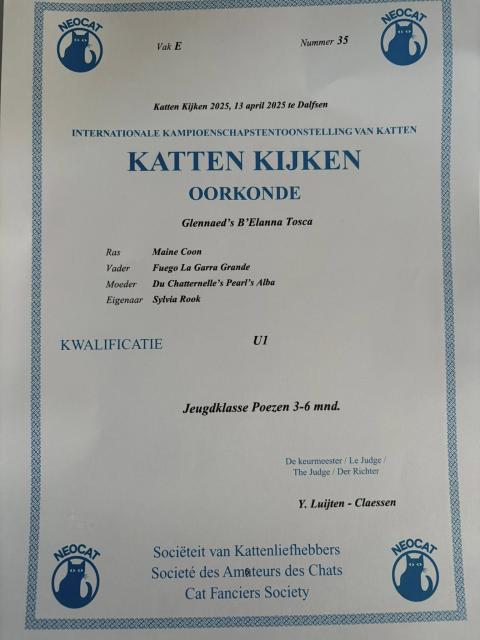 NEOCAT
NEOCAT
Vak E
Nummer 35
Katten Kijken 2025, 13 april 2025 te Dalfsen
INTERNATIONALE KAMPIOENSCHAPSTENTOONSTELLING VAN KATTEN
KATTEN KIJKEN
OORKONDE
Glennaed's B'Elanna Tosca
Ras Maine Coon
Vader Fuego La Garra Grande
Moeder Du Chatternelle's Pearl's Alba
Eigenaar Sylvia Rook
KWALIFICATIE U1
Jeugdklasse Poezen 3-6 mnd.
De keurmeester / Le Judge /
The Judge / Der Richter
Y. Luijten - Claessen
NEOCAT
NEOCAT
Sociëteit van Kattenliefhebbers
Societé des Amateurs des Chats
Cat Fanciers Society